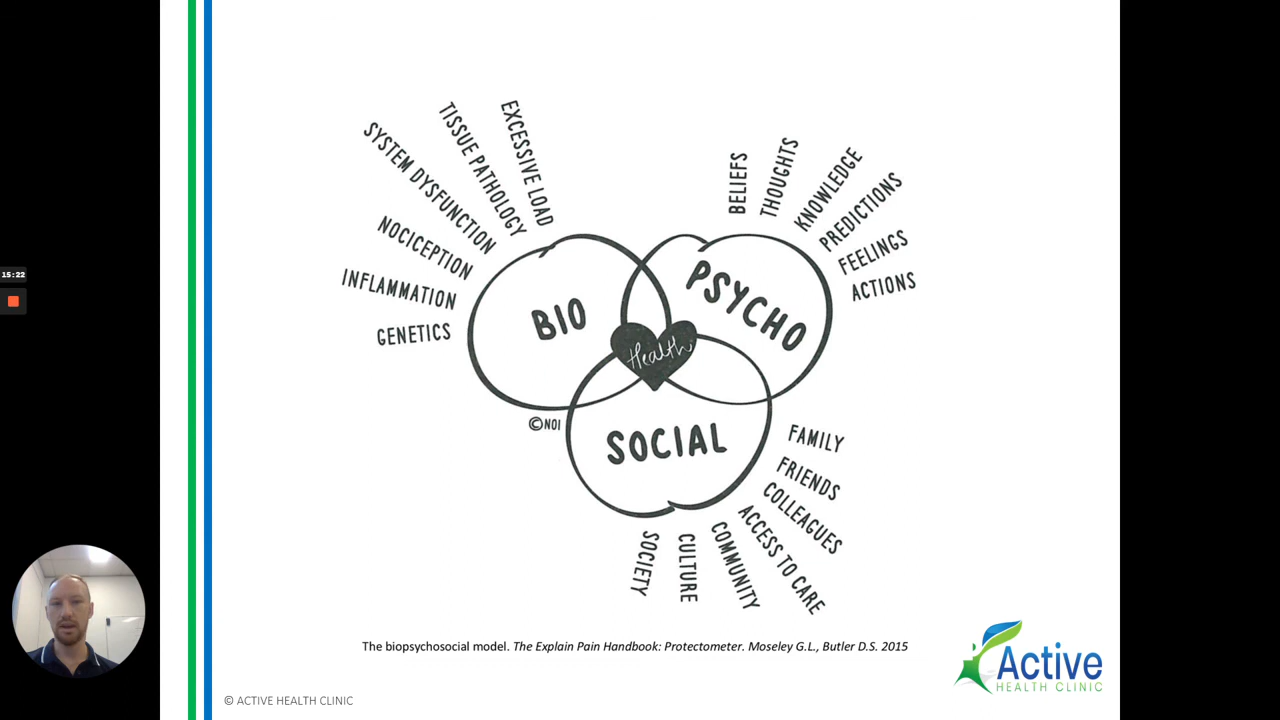 15:22
EXCESSIVE LOAD
TISSUE PATHOLOGY
SYSTEM DYSFUNCTION
NOCICEPTION
INFLAMMATION
GENETICS
BELIEFS
THOUGHTS
KNOWLEDGE
PREDICTIONS
FEELINGS
ACTIONS
BIO
PSYCHO
Health
SOCIAL
©NOI
FAMILY
FRIENDS
COLLEAGUES
ACCESS TO CARE
COMMUNITY
CULTURE
SOCIETY
The biopsychosocial model. The Explain Pain Handbook: Protectometer. Moseley G.L., Butler D.S. 2015
Active
HEALTH CLINIC
© ACTIVE HEALTH CLINIC